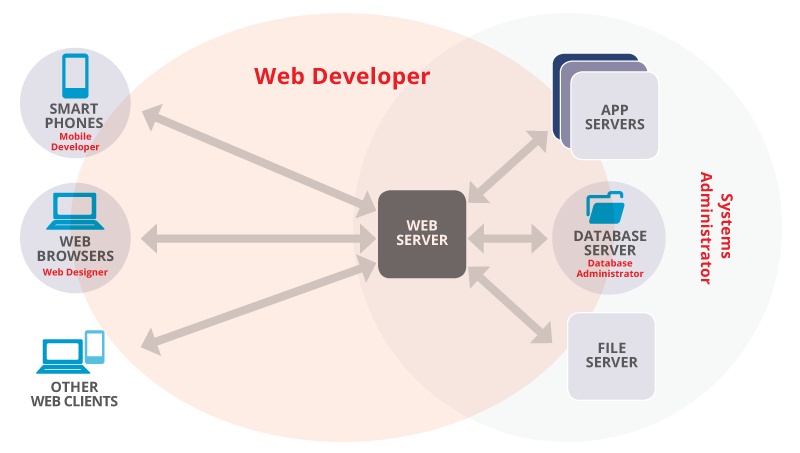 Web Developer
SMART
PHONES
Mobile
Developer
WEB
BROWSERS
Web Designer
OTHER
WEB CLIENTS
WEB
SERVER
APP
SERVERS
DATABASE
SERVER
Database
Administrator
FILE
SERVER
Systems
Administrator